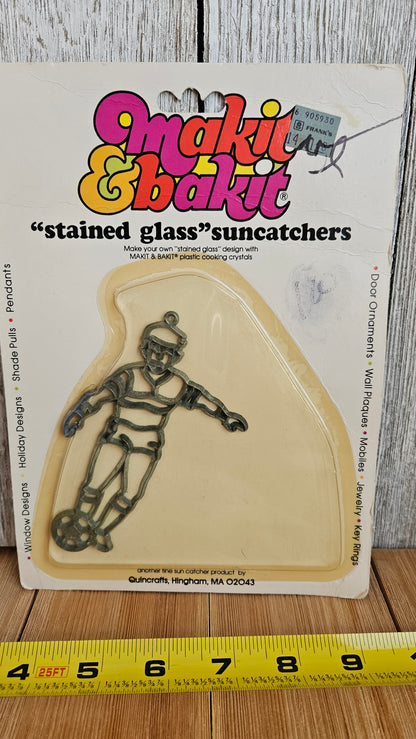 makit
& bakit®
6 905930
FRANK'S
"stained glass" suncatchers
Make your own "stained glass" design with
MAKIT & BAKIT® plastic cooking crystals
• Window Designs • Holiday Designs • Shade Pulls • Pendants
• Door Ornaments • Wall Plaques • Mobiles • Jewelry • Key Rings
another fine sun catcher product by
Quincrafts, Hingham, MA 02043
4 25FT 5 6 7 8 9 1